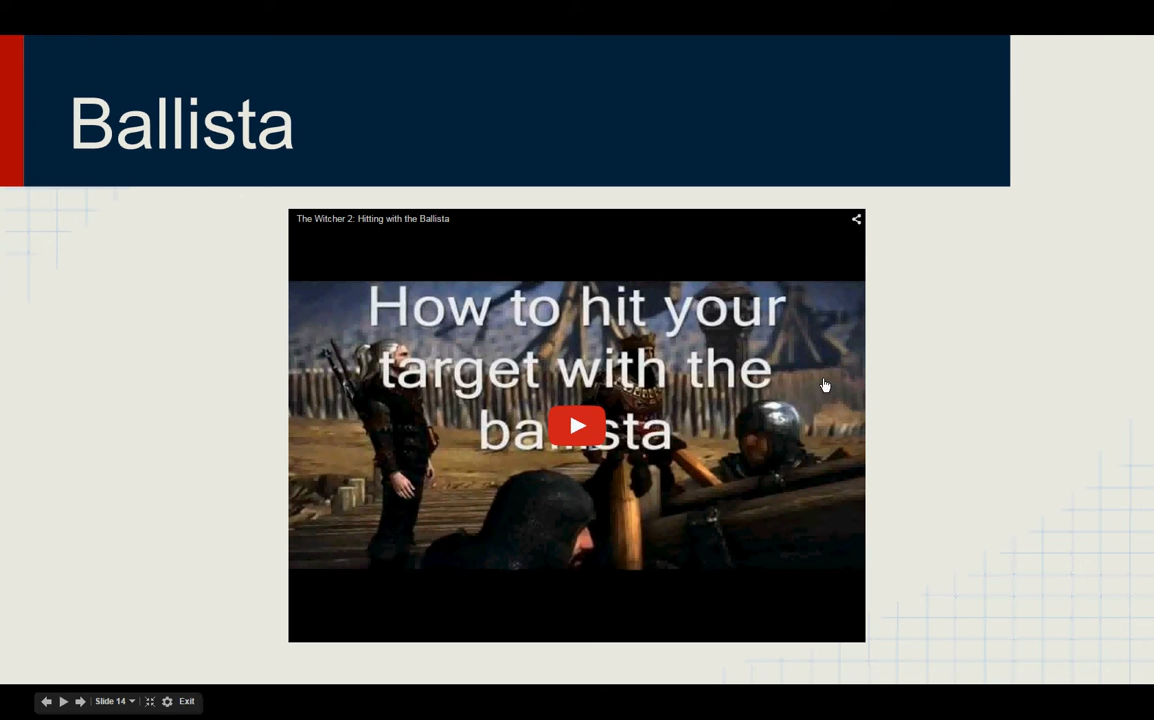 Ballista
The Witcher 2: Hitting with the Ballista
How to hit your
target with the
ballista
Slide 14
Exit